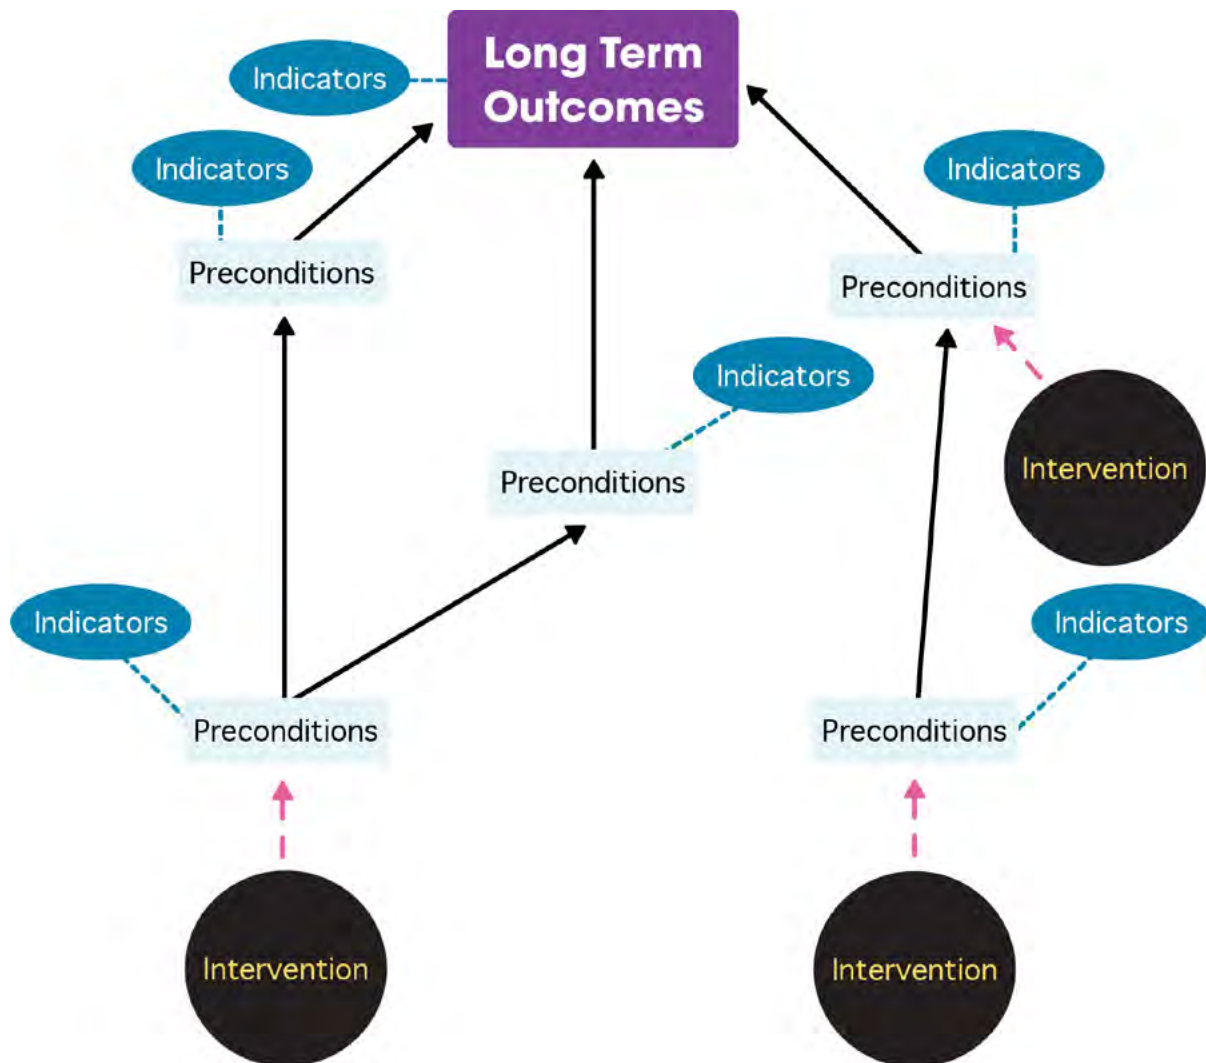 Long Term
Outcomes
Indicators
Indicators
Indicators
Preconditions
Preconditions
Indicators
Intervention
Preconditions
Indicators
Indicators
Preconditions
Preconditions
Intervention
Intervention